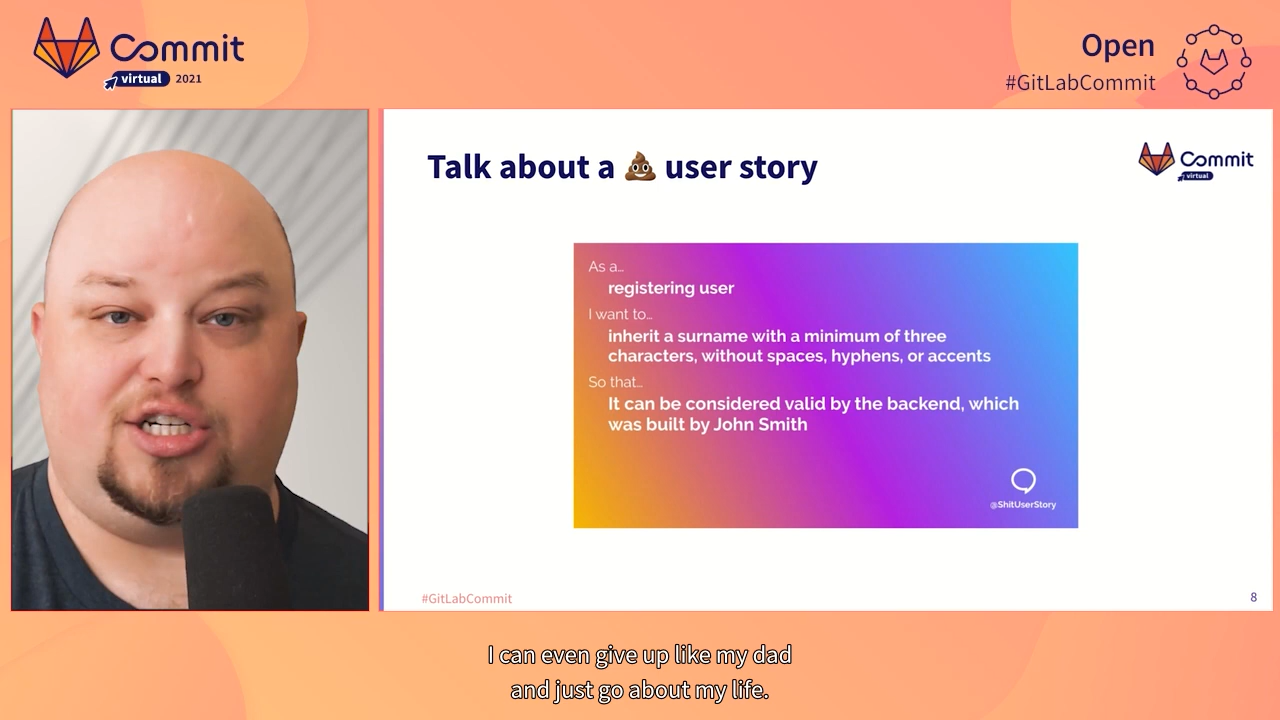 Commit
virtual 2021
Open
#GitLabCommit
Talk about a 💩 user story
Commit
virtual
As a...
registering user
I want to...
inherit a surname with a minimum of three
characters, without spaces, hyphens, or accents
So that...
It can be considered valid by the backend, which
was built by John Smith
@ShitUserStory
#GitLabCommit
8
I can even give up like my dad
and just go about my life.